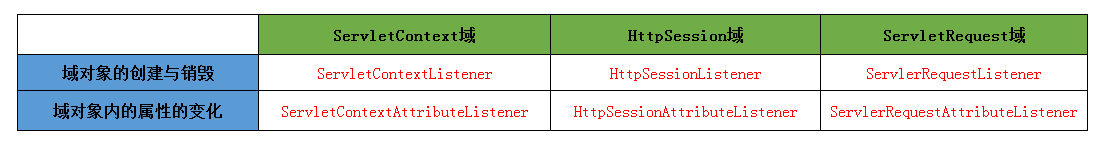 ServletContext域 HttpSession域 ServletRequest域
域对象的创建与销毁 ServletContextListener HttpSessionListener ServlerRequestListener
域对象内的属性的变化 ServletContextAttributeListener HttpSessionAttributeListener ServlerRequestAttributeListener